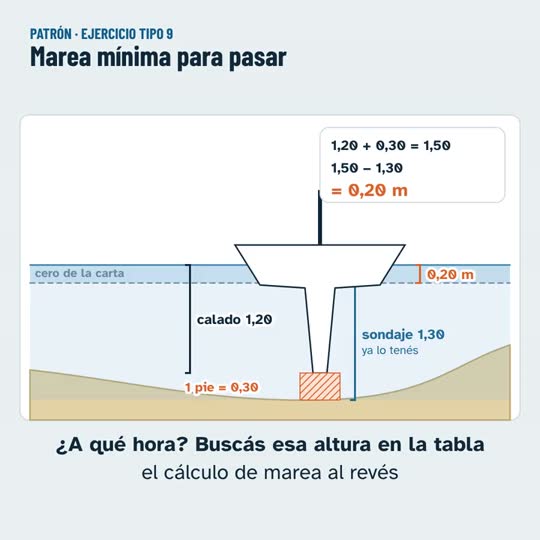 PATRÓN · EJERCICIO TIPO 9
Marea mínima para pasar
1,20 + 0,30 = 1,50
1,50 − 1,30
= 0,20 m
cero de la carta
0,20 m
calado 1,20
sondaje 1,30
ya lo tenés
1 pie = 0,30
¿A qué hora? Buscás esa altura en la tabla
el cálculo de marea al revés